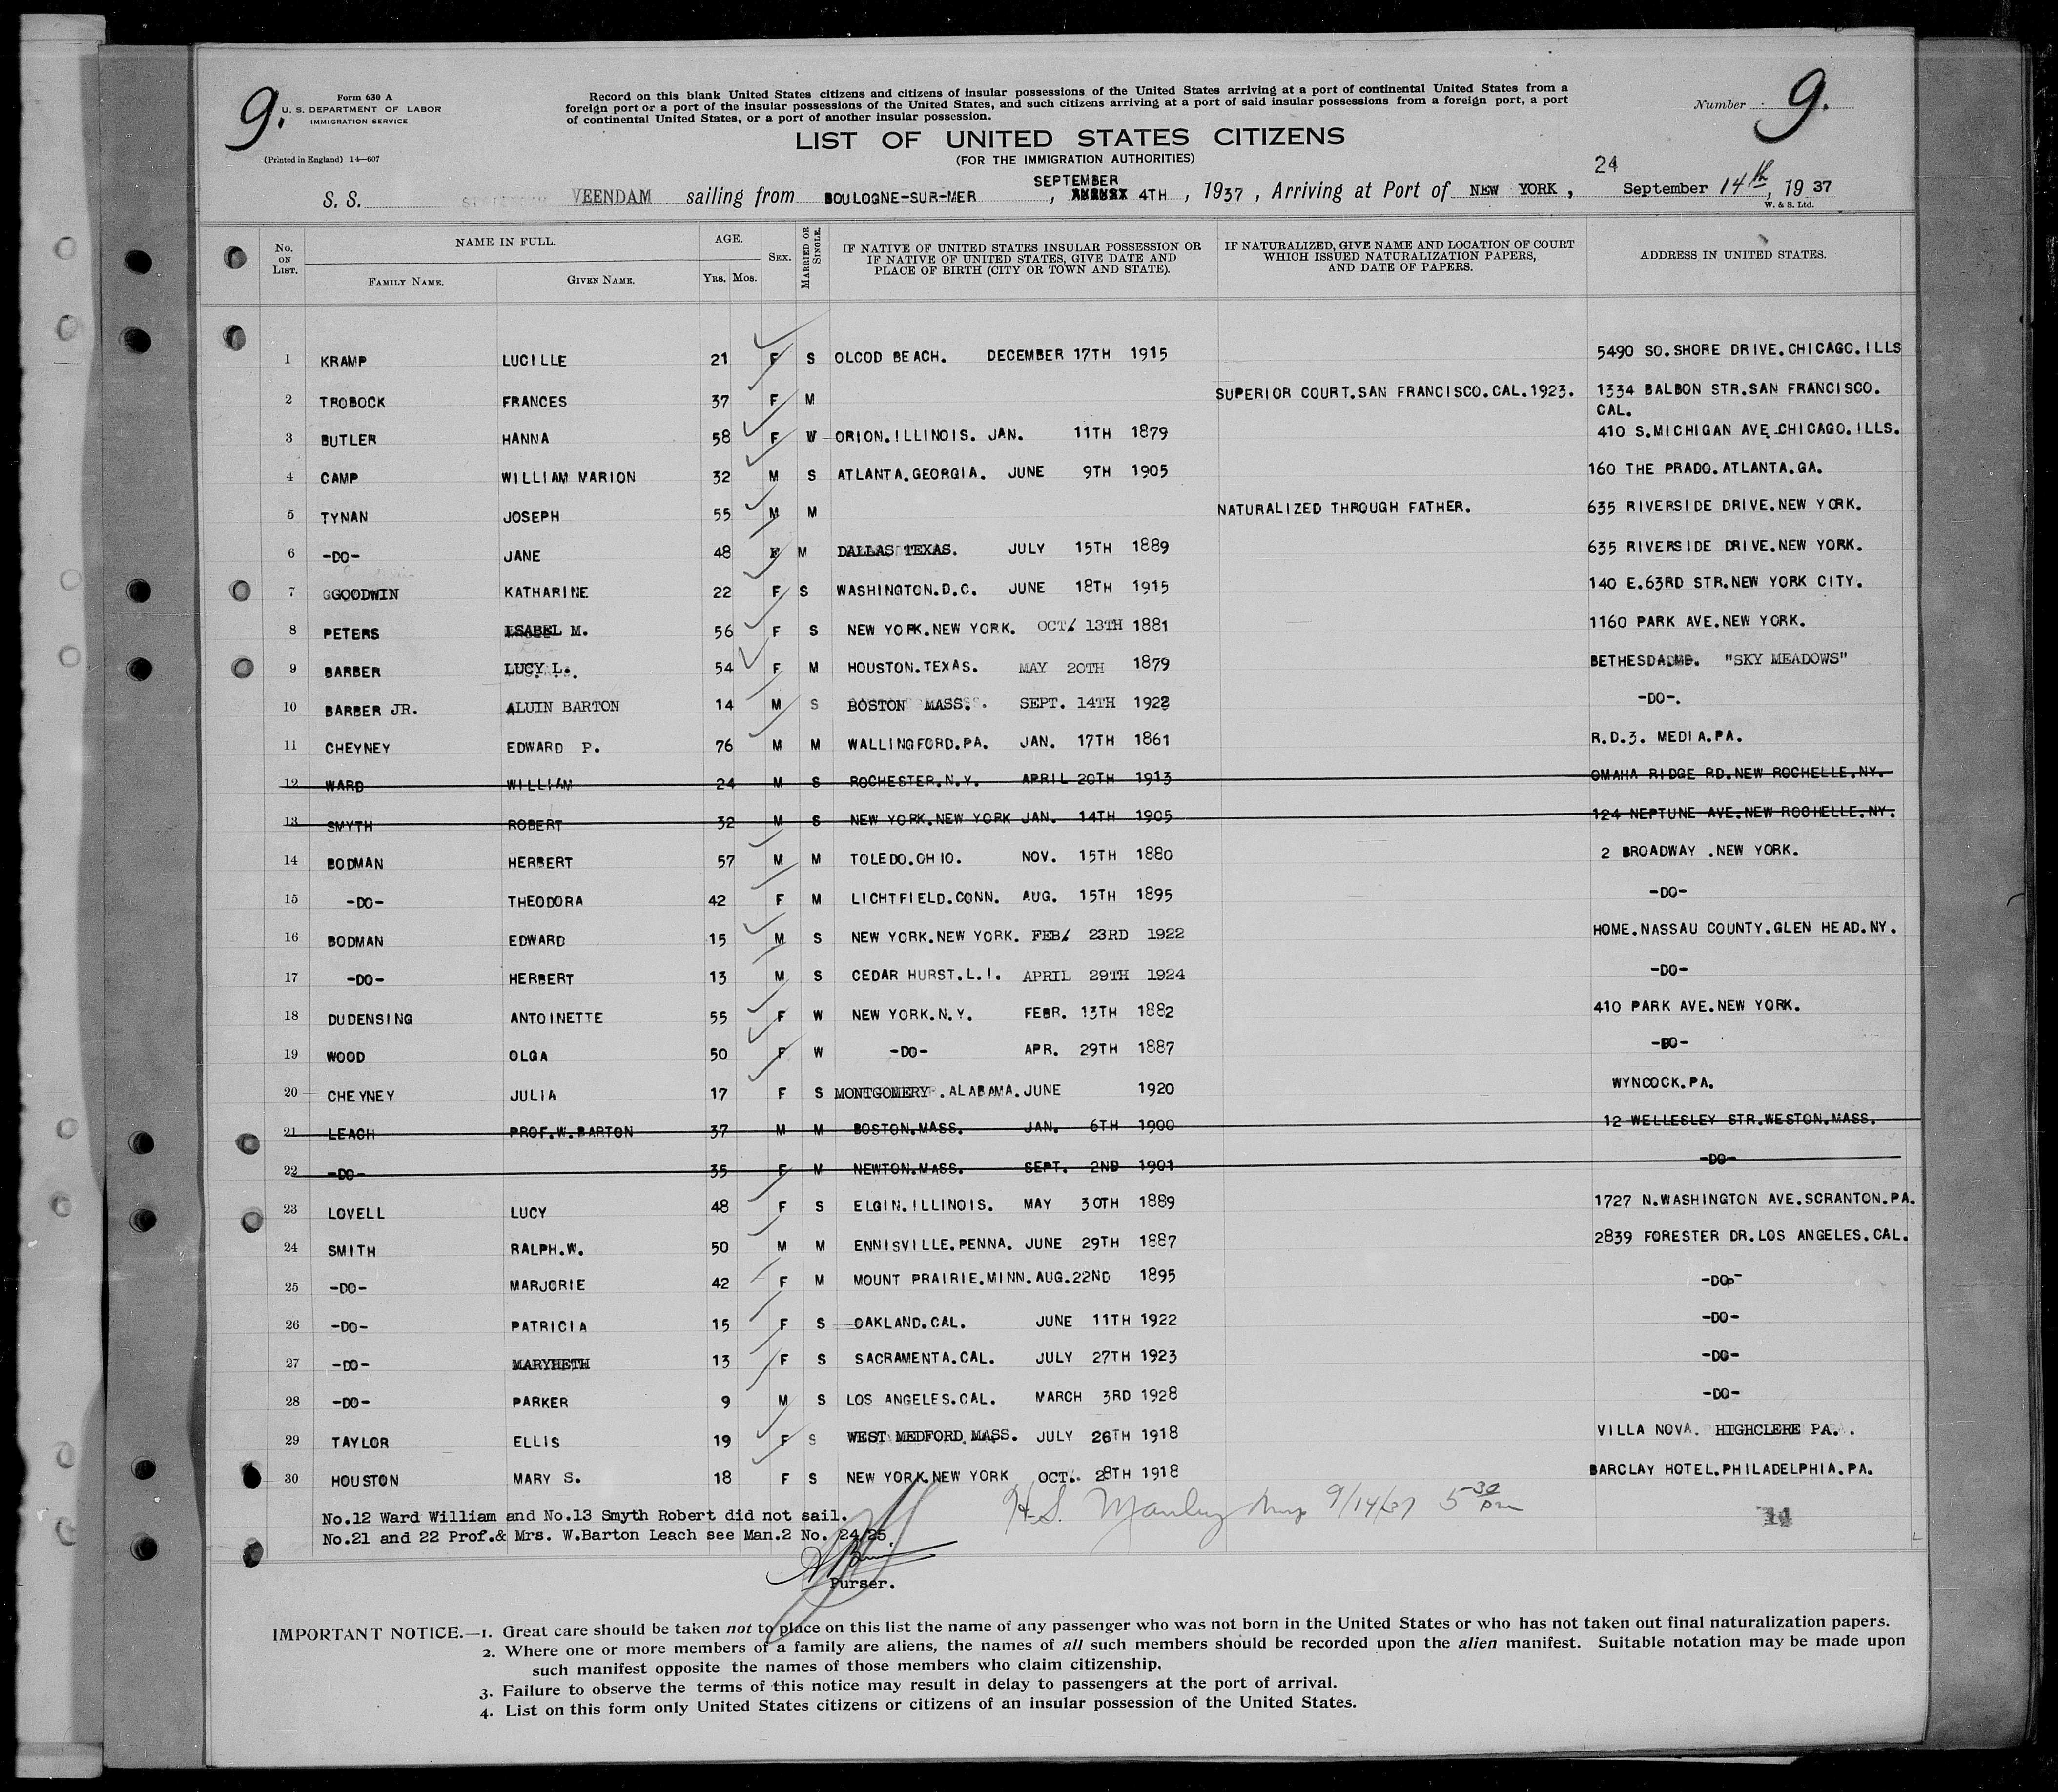 9.
Form 630 A
U. S. DEPARTMENT OF LABOR
IMMIGRATION SERVICE
(Printed in England) 14—607
Record on this blank United States citizens and citizens of insular possessions of the United States arriving at a port of continental United States from a
foreign port or a port of the insular possessions of the United States, and such citizens arriving at a port of said insular possessions from a foreign port, a port
of continental United States, or a port of another insular possession.
Number 9.
LIST OF UNITED STATES CITIZENS
(FOR THE IMMIGRATION AUTHORITIES)
S. S. VEENDAM sailing from BOULOGNE-SUR-MER, SEPTEMBER AUGUST 4TH, 1937, Arriving at Port of NEW YORK, 24 September 14th, 19 37
W. & S. Ltd.
No. ON LIST.
NAME IN FULL.
FAMILY NAME. GIVEN NAME.
AGE.
YRS. MOS.
SEX.
MARRIED OR SINGLE.
IF NATIVE OF UNITED STATES INSULAR POSSESSION OR
IF NATIVE OF UNITED STATES, GIVE DATE AND
PLACE OF BIRTH (CITY OR TOWN AND STATE).
IF NATURALIZED, GIVE NAME AND LOCATION OF COURT
WHICH ISSUED NATURALIZATION PAPERS,
AND DATE OF PAPERS.
ADDRESS IN UNITED STATES.
1 KRAMP LUCILLE 21 F S OLCOD BEACH. DECEMBER 17TH 1915 5490 SO.SHORE DRIVE.CHICAGO.ILLS
2 TROBOCK FRANCES 37 F M SUPERIOR COURT.SAN FRANCISCO.CAL.1923. 1334 BALBON STR.SAN FRANCISCO.
CAL.
3 BUTLER HANNA 58 F W ORION.ILLINOIS. JAN. 11TH 1879 410 S.MICHIGAN AVE.CHICAGO.ILLS.
4 CAMP WILLIAM MARION 32 M S ATLANTA.GEORGIA. JUNE 9TH 1905 160 THE PRADO.ATLANTA.GA.
5 TYNAN JOSEPH 55 M M NATURALIZED THROUGH FATHER. 635 RIVERSIDE DRIVE.NEW YORK.
6 -DO- JANE 48 F M DALLAS TEXAS. JULY 15TH 1889 635 RIVERSIDE DRIVE.NEW YORK.
7 GGOODWIN KATHARINE 22 F S WASHINGTON.D.C. JUNE 18TH 1915 140 E.63RD STR.NEW YORK CITY.
8 PETERS ISABEL M. 56 F S NEW YORK.NEW YORK. OCT. 13TH 1881 1160 PARK AVE.NEW YORK.
9 BARBER LUCY L. 54 F M HOUSTON.TEXAS. MAY 20TH 1879 BETHESDA.MD. "SKY MEADOWS"
10 BARBER JR. ALUIN BARTON 14 M S BOSTON MASS. SEPT. 14TH 1922 -DO-.
11 CHEYNEY EDWARD P. 76 M M WALLINGFORD.PA. JAN. 17TH 1861 R.D.3. MEDIA.PA.
12 WARD WILLIAM 24 M S ROCHESTER.N.Y. APRIL 20TH 1913 OMAHA RIDGE RD.NEW ROCHELLE.NY.
13 SMYTH ROBERT 32 M S NEW YORK.NEW YORK JAN. 14TH 1905 124 NEPTUNE AVE.NEW ROCHELLE.NY.
14 BODMAN HERBERT 57 M M TOLEDO.OHIO. NOV. 15TH 1880 2 BROADWAY .NEW YORK.
15 -DO- THEODORA 42 F M LICHTFIELD.CONN. AUG. 15TH 1895 -DO-
16 BODMAN EDWARD 15 M S NEW YORK.NEW YORK. FEB. 23RD 1922 HOME.NASSAU COUNTY.GLEN HEAD.NY.
17 -DO- HERBERT 13 M S CEDAR HURST.L.I. APRIL 29TH 1924 -DO-
18 DUDENSING ANTOINETTE 55 F W NEW YORK.N.Y. FEBR. 13TH 1882 410 PARK AVE.NEW YORK.
19 WOOD OLGA 50 F W -DO- APR. 29TH 1887 -DO-
20 CHEYNEY JULIA 17 F S MONTGOMERY . ALABAMA.JUNE 1920 WYNCOCK.PA.
21 LEACH PROF.W.BARTON 37 M M BOSTON.MASS. JAN. 6TH 1900 12 WELLESLEY STR.WESTON.MASS.
22 -DO- 35 F M NEWTON.MASS. SEPT. 2ND 1901 -DO-
23 LOVELL LUCY 48 F S ELGIN.ILLINOIS. MAY 30TH 1889 1727 N.WASHINGTON AVE.SCRANTON.PA.
24 SMITH RALPH.W. 50 M M ENNISVILLE.PENNA. JUNE 29TH 1887 2839 FORESTER DR.LOS ANGELES.CAL.
25 -DO- MARJORIE 42 F M MOUNT PRAIRIE.MINN.AUG.22ND 1895 -DO-
26 -DO- PATRICIA 15 F S OAKLAND.CAL. JUNE 11TH 1922 -DO-
27 -DO- 13 F S SACRAMENTA.CAL. JULY 27TH 1923 -DO-
28 -DO- PARKER 9 M S LOS ANGELES.CAL. MARCH 3RD 1928 -DO-
29 TAYLOR ELLIS 19 F S WEST MEDFORD MASS. JULY 26TH 1918 VILLA NOVA. HIGHCLERE PA.
30 HOUSTON MARY S. 18 F S NEW YORK.NEW YORK OCT. 28TH 1918 BARCLAY HOTEL.PHILADELPHIA.PA.
No.12 Ward William and No.13 Smyth Robert did not sail.
No.21 and 22 Prof.& Mrs. W.Barton Leach see Man.2 No. 24/25.
H.S. Manley 9/14/37 5 30 pm
Purser.
IMPORTANT NOTICE.—1. Great care should be taken not to place on this list the name of any passenger who was not born in the United States or who has not taken out final naturalization papers.
2. Where one or more members of a family are aliens, the names of all such members should be recorded upon the alien manifest. Suitable notation may be made upon
such manifest opposite the names of those members who claim citizenship.
3. Failure to observe the terms of this notice may result in delay to passengers at the port of arrival.
4. List on this form only United States citizens or citizens of an insular possession of the United States.